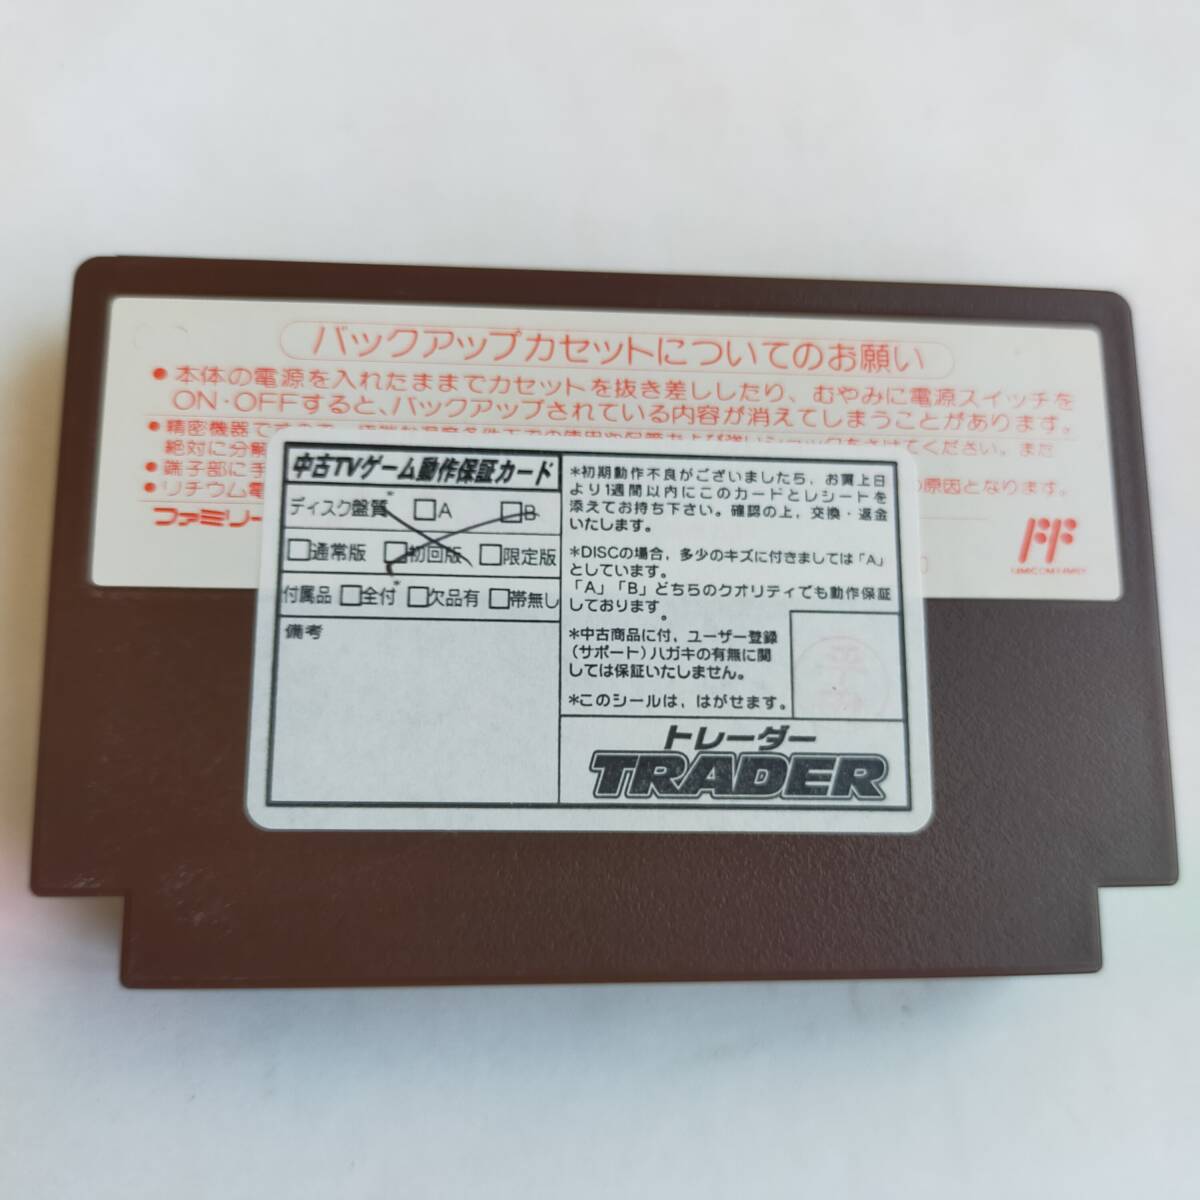 バックアップカセットについてのお願い
●本体の電源を入れたままでカセットを抜き差ししたり、むやみに電源スイッチを
ON・OFFすると、バックアップされている内容が消えてしまうことがあります。
●精密機器ですので、
てください。また
絶対に分解
●端子部に手
●リチウム電
の原因となります。
ファミリー
FAMICOM FAMILY
中古TVゲーム動作保証カード
ディスク盤質* □A □B
□通常版 □初回版 □限定版
付属品 □全付* □欠品有 □帯無し
備考
*初期動作不良がございましたら、お買上日
より1週間以内にこのカードとレシートを
添えてお持ち下さい。確認の上，交換・返金
いたします。
*DISCの場合，多少のキズに付きましては「A」
としています。
「A」「B」どちらのクオリティでも動作保証
しております。
*中古商品に付，ユーザー登録
（サポート）ハガキの有無に関
しては保証いたしません。
*このシールは，はがせます。
トレーダー
TRADER